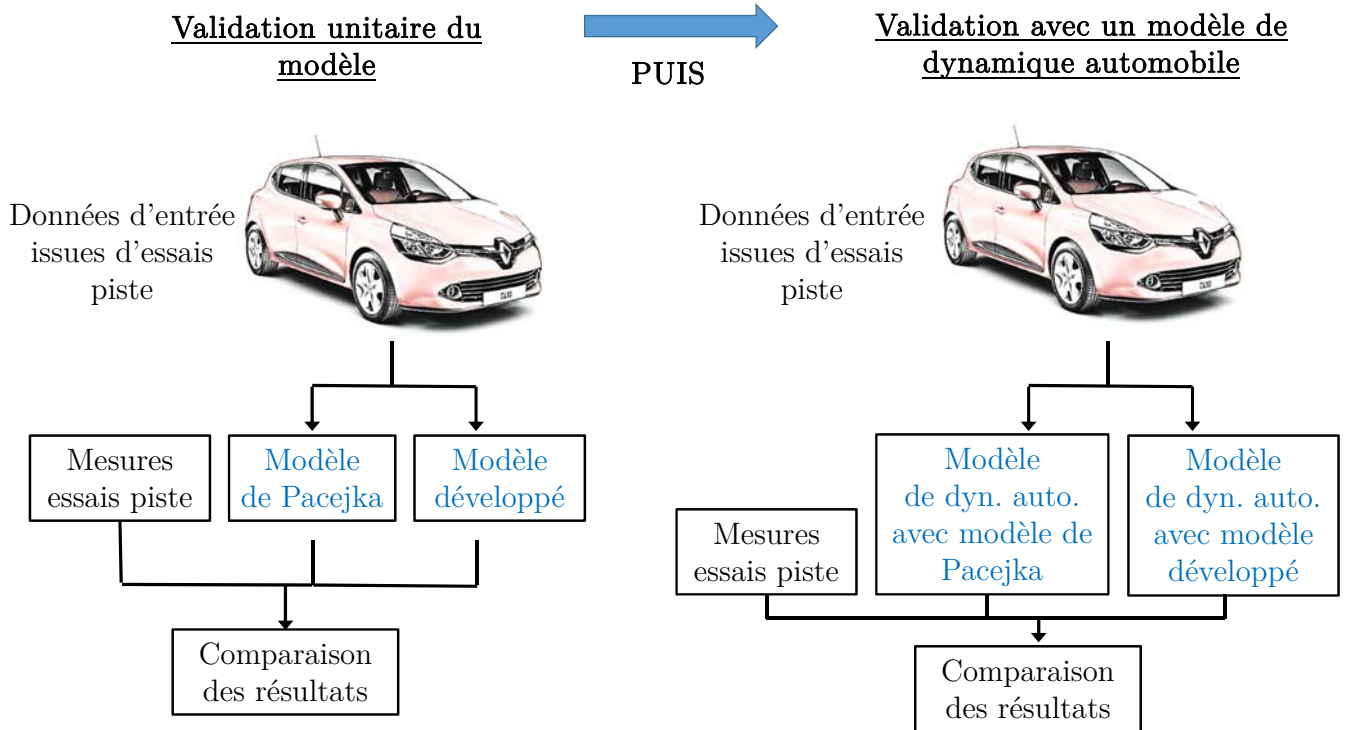 Validation unitaire du
modèle
PUIS
Validation avec un modèle de
dynamique automobile
Données d'entrée
issues d'essais
piste
CLIO
Mesures
essais piste
Modèle
de Pacejka
Modèle
développé
Comparaison
des résultats
Données d'entrée
issues d'essais
piste
CLIO
Mesures
essais piste
Modèle
de dyn. auto.
avec modèle de
Pacejka
Modèle
de dyn. auto.
avec modèle
développé
Comparaison
des résultats